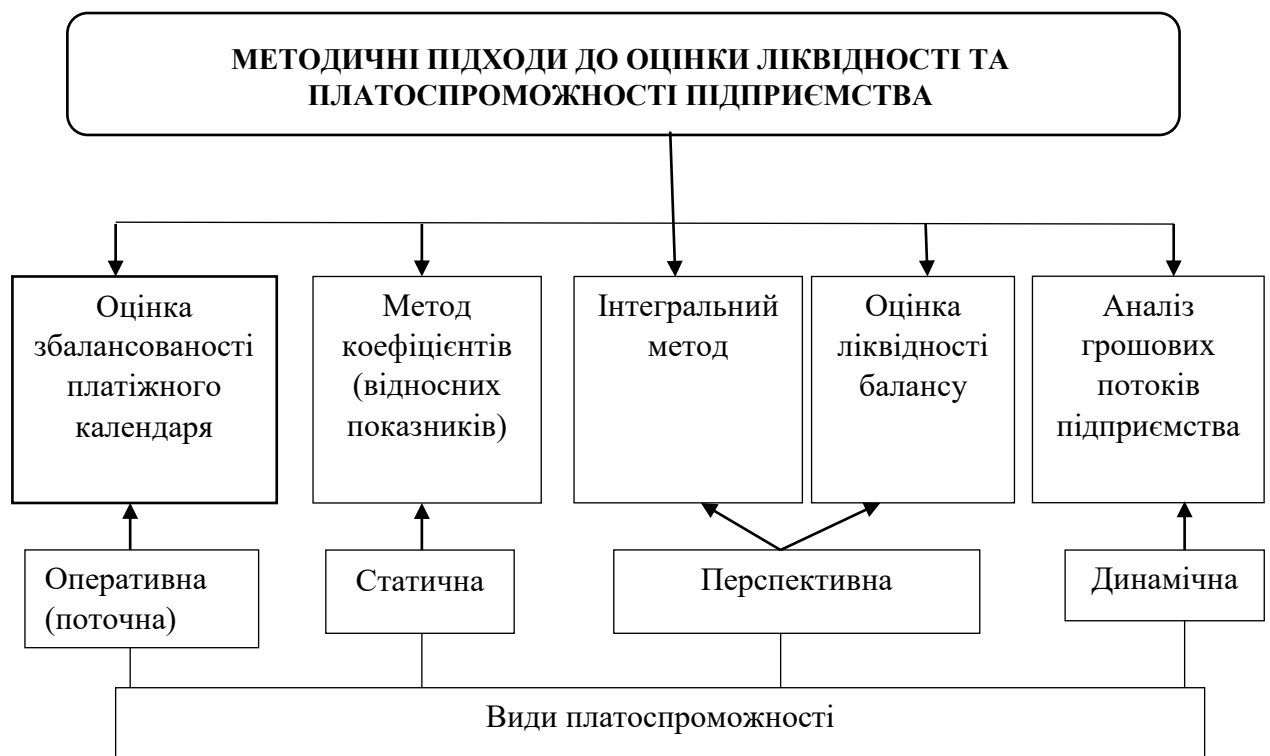 МЕТОДИЧНІ ПІДХОДИ ДО ОЦІНКИ ЛІКВІДНОСТІ ТА
ПЛАТОСПРОМОЖНОСТІ ПІДПРИЄМСТВА
Оцінка
збалансованості
платіжного
календаря
Метод
коефіцієнтів
(відносних
показників)
Інтегральний
метод
Оцінка
ліквідності
балансу
Аналіз
грошових
потоків
підприємства
Оперативна
(поточна)
Статична
Перспективна
Динамічна
Види платоспроможності